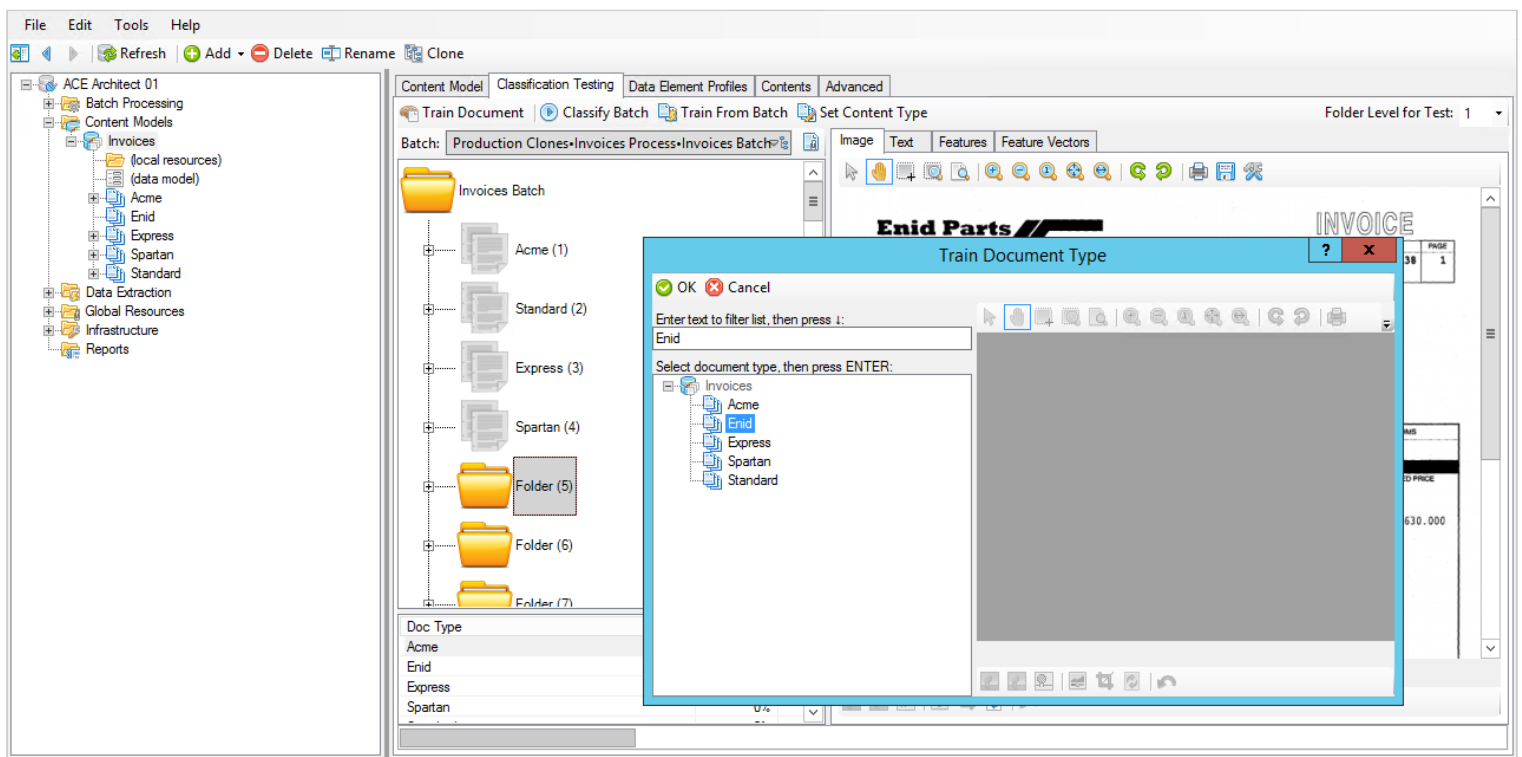 File Edit Tools Help
Refresh Add Delete Rename Clone
ACE Architect 01
Batch Processing
Content Models
Invoices
(local resources)
(data model)
Acme
Enid
Express
Spartan
Standard
Data Extraction
Global Resources
Infrastructure
Reports
Content Model Classification Testing Data Element Profiles Contents Advanced
Train Document Classify Batch Train From Batch Set Content Type Folder Level for Test: 1
Batch: Production Clones•Invoices Process•Invoices Batch
Invoices Batch
Acme (1)
Standard (2)
Express (3)
Spartan (4)
Folder (5)
Folder (6)
Folder (7)
Doc Type
Acme
Enid
Express
Spartan 0%
Image Text Features Feature Vectors
Enid Parts INVOICE
PAGE
38 1
630.000
Train Document Type ? x
OK Cancel
Enter text to filter list, then press ↓:
Enid
Select document type, then press ENTER:
Invoices
Acme
Enid
Express
Spartan
Standard